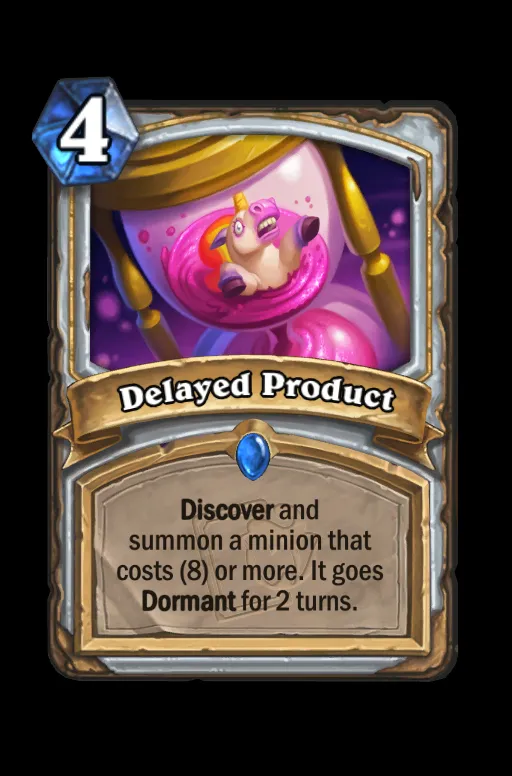 4
Delayed Product
Discover and
summon a minion that
costs (8) or more. It goes
Dormant for 2 turns.